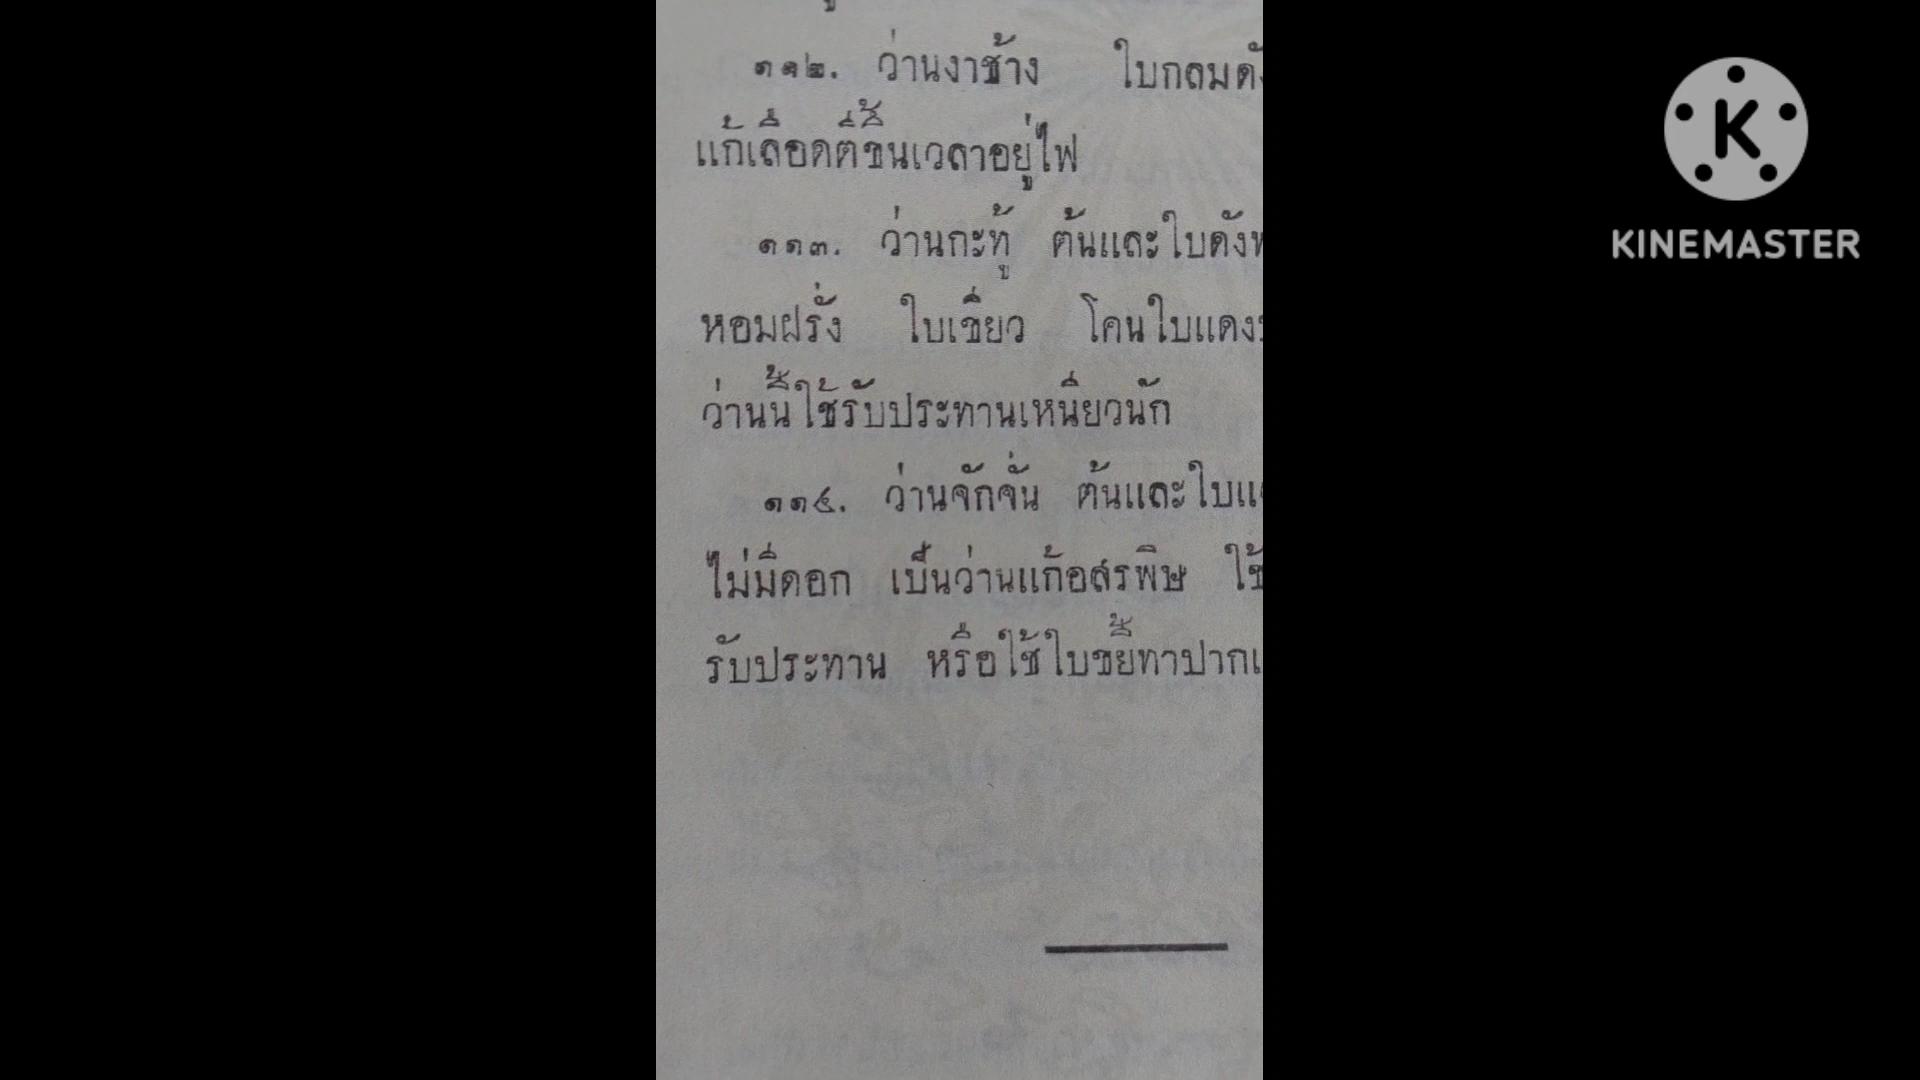 ๑๑๒. ว่านงาช้าง ใบกลมดัง
แก้เลือดตีขึ้นเวลาอยู่ไฟ
๑๑๓. ว่านกะทู้ ต้นและใบดัง
หอมฝรั่ง ใบเขียว โคนใบแดง
ว่านนี้ใช้รับประทานเหนียวนัก
๑๑๔. ว่านจักจั่น ต้นและใบ
ไม่มีดอก เป็นว่านแก้อสรพิษ ใช้
รับประทาน หรือใช้ใบขยี้ทาปาก
KINEMASTER